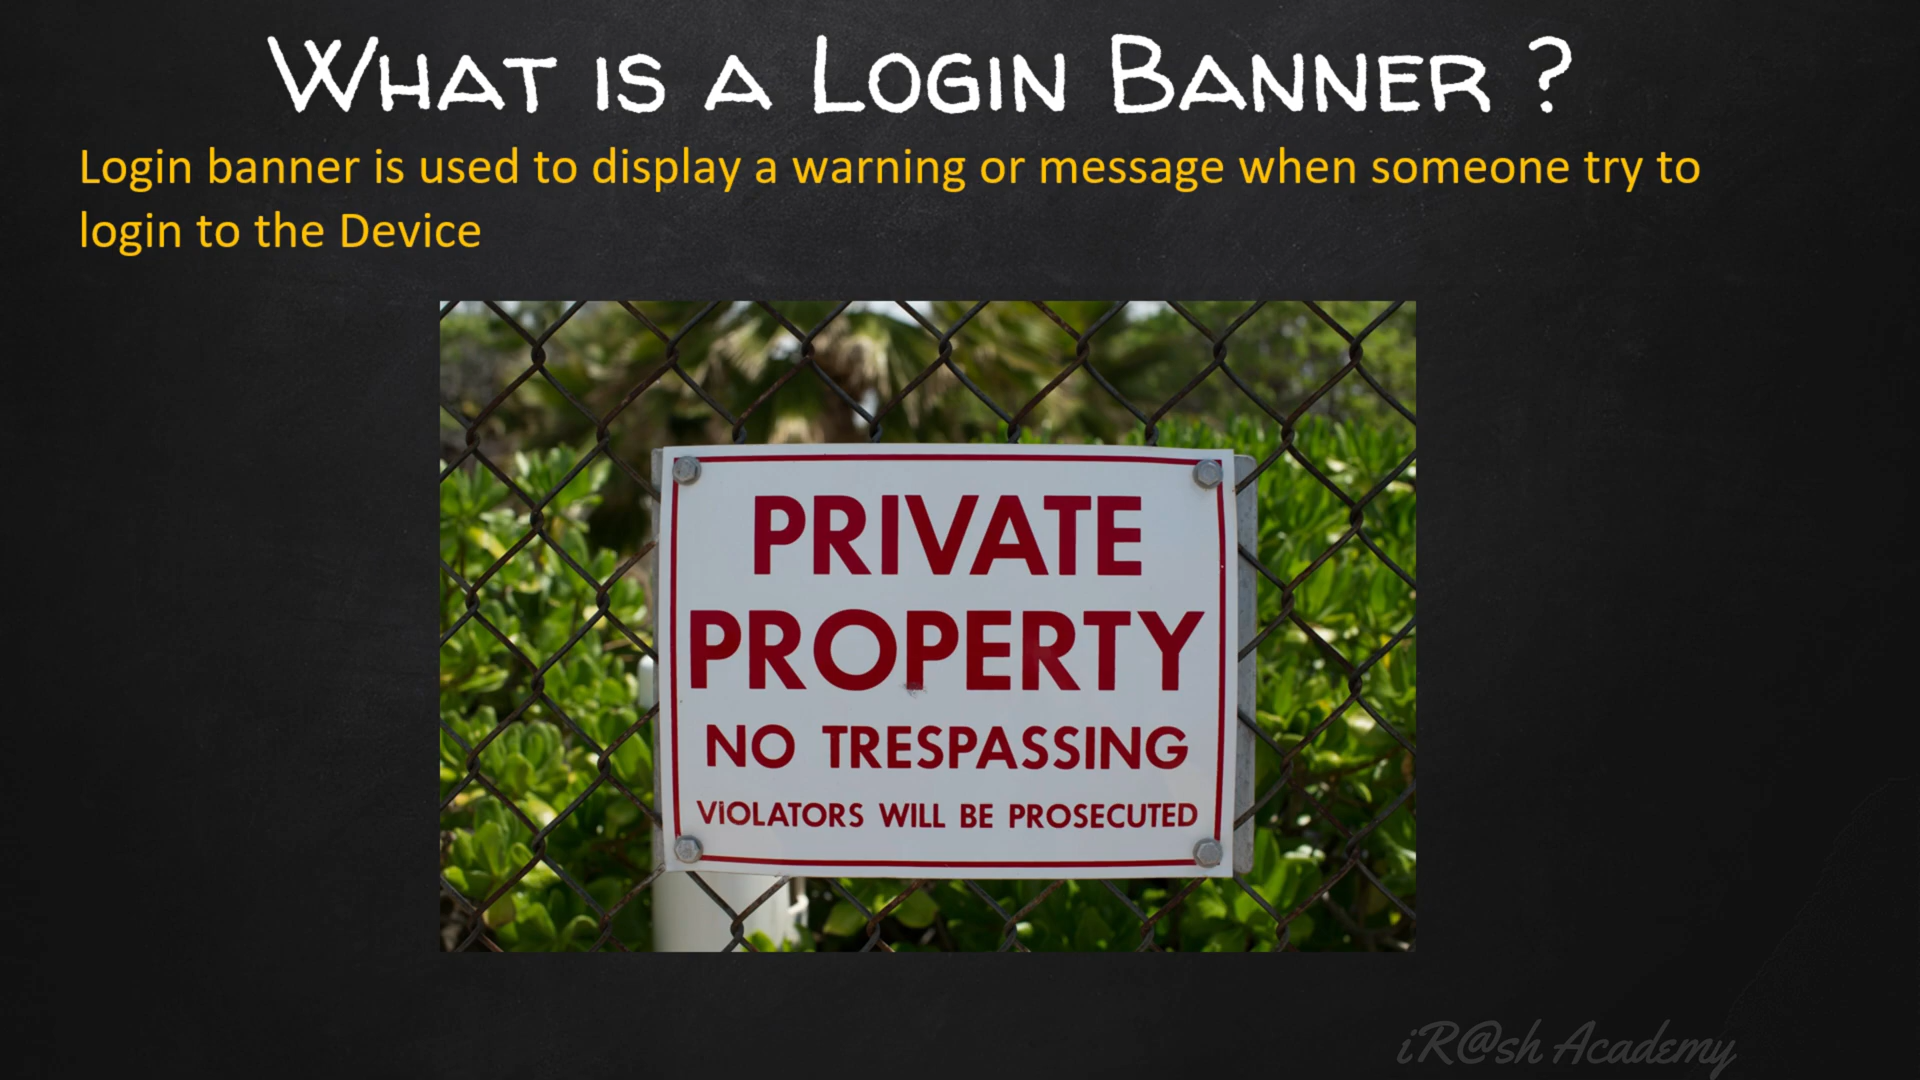 What is a Login Banner ?
Login banner is used to display a warning or message when someone try to
login to the Device
PRIVATE
PROPERTY
NO TRESPASSING
VIOLATORS WILL BE PROSECUTED
iR@sh Academy